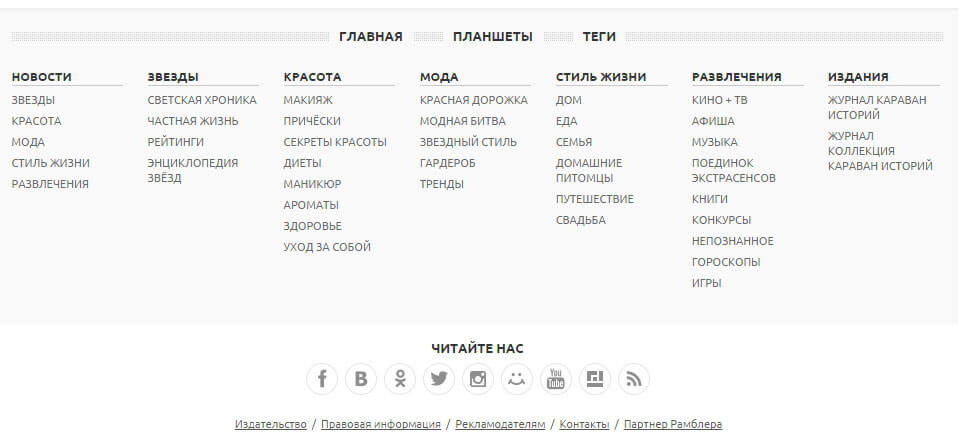 ГЛАВНАЯ ПЛАНШЕТЫ ТЕГИ
НОВОСТИ
ЗВЕЗДЫ
КРАСОТА
МОДА
СТИЛЬ ЖИЗНИ
РАЗВЛЕЧЕНИЯ
ЗВЕЗДЫ
СВЕТСКАЯ ХРОНИКА
ЧАСТНАЯ ЖИЗНЬ
РЕЙТИНГИ
ЭНЦИКЛОПЕДИЯ
ЗВЁЗД
КРАСОТА
МАКИЯЖ
ПРИЧЁСКИ
СЕКРЕТЫ КРАСОТЫ
ДИЕТЫ
МАНИКЮР
АРОМАТЫ
ЗДОРОВЬЕ
УХОД ЗА СОБОЙ
МОДА
КРАСНАЯ ДОРОЖКА
МОДНАЯ БИТВА
ЗВЕЗДНЫЙ СТИЛЬ
ГАРДЕРОБ
ТРЕНДЫ
СТИЛЬ ЖИЗНИ
ДОМ
ЕДА
СЕМЬЯ
ДОМАШНИЕ
ПИТОМЦЫ
ПУТЕШЕСТВИЕ
СВАДЬБА
РАЗВЛЕЧЕНИЯ
КИНО + ТВ
АФИША
МУЗЫКА
ПОЕДИНОК
ЭКСТРАСЕНСОВ
КНИГИ
КОНКУРСЫ
НЕПОЗНАННОЕ
ГОРОСКОПЫ
ИГРЫ
ИЗДАНИЯ
ЖУРНАЛ КАРАВАН
ИСТОРИЙ
ЖУРНАЛ
КОЛЛЕКЦИЯ
КАРАВАН ИСТОРИЙ
ЧИТАЙТЕ НАС
You
Tube
Издательство / Правовая информация / Рекламодателям / Контакты / Партнер Рамблера